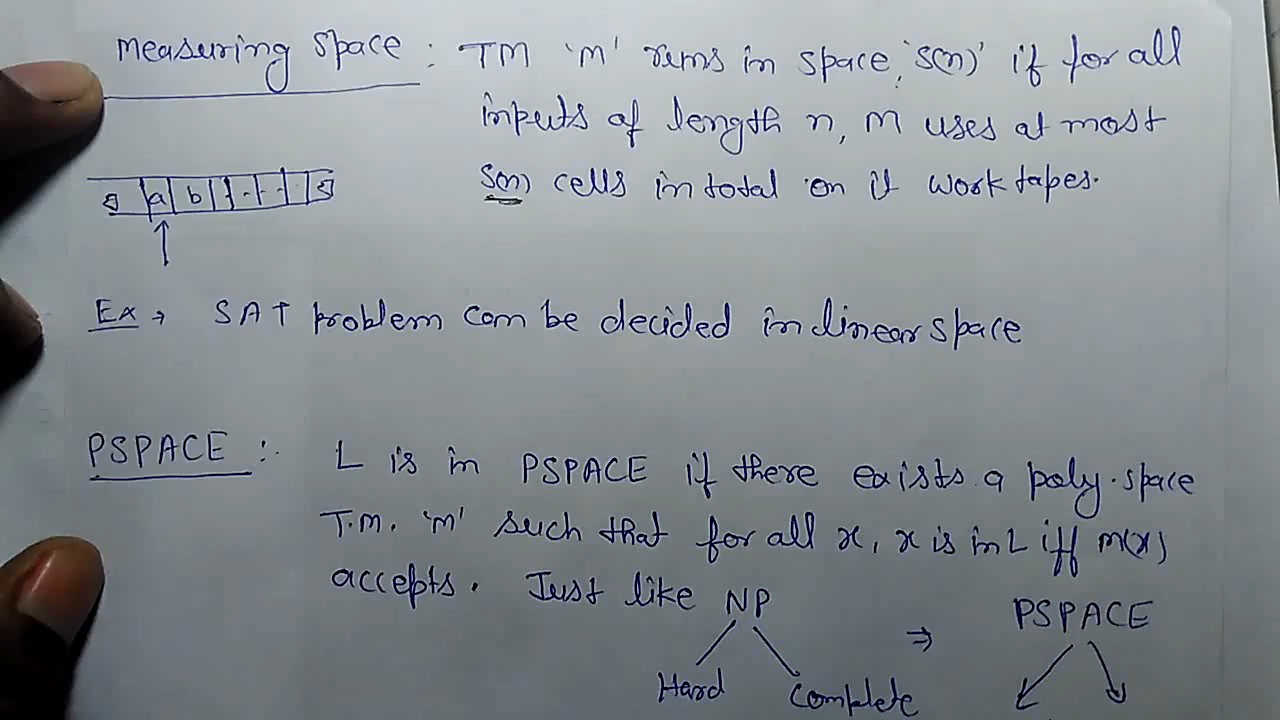 Measuring Space : TM 'M' runs in space 'S(n)' if for all
inputs of length n, M uses at most
S(n) cells in total on it work tapes.
a b
Ex → SAT problem can be decided in linear space
PSPACE : L is in PSPACE if there exists a poly. space
T.M. 'M' such that for all x, x is in L iff M(x)
accepts. Just like NP ⇒ PSPACE
Hard Complete